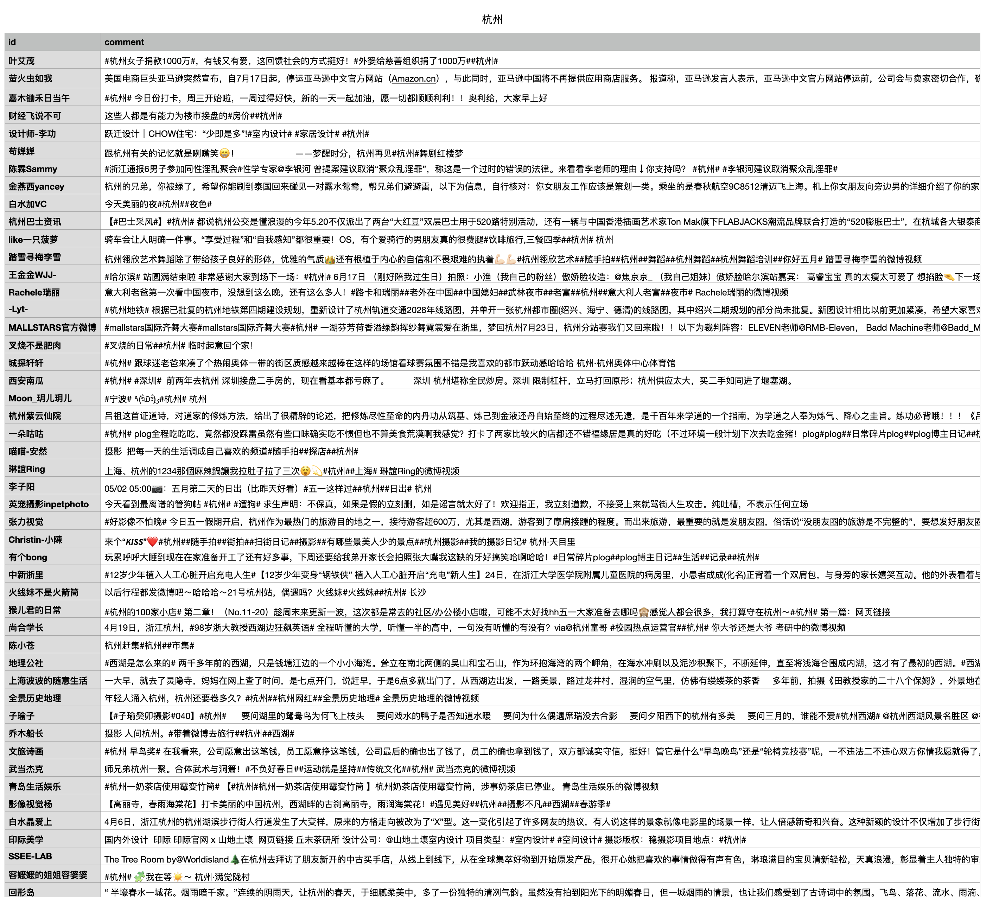 杭州
id comment
叶艾茂 #杭州女子捐款1000万#，有钱又有爱，这回馈社会的方式挺好！#外婆给慈善组织捐了1000万##杭州#
萤火虫如我 美国电商巨头亚马逊突然宣布，自7月17日起，停运亚马逊中文官方网站（Amazon.cn），与此同时，亚马逊中国将不再提供应用商店服务。 报道称，亚马逊发言人表示，亚马逊中文官方网站停运前，公司会与卖家密切合作，确
嘉木锄禾日当午 #杭州# 今日份打卡，周三开始啦，一周过得好快，新的一天一起加油，愿一切都顺顺利利！！奥利给，大家早上好
财经飞说不可 这些人都是有能力为楼市接盘的#房价##杭州#
设计师-李功 跃迁设计｜CHOW住宅：“少即是多”!#室内设计# #家居设计# #杭州#
苟婵婵 跟杭州有关的记忆就是咧嘴笑😁！ ——梦醒时分，杭州再见#杭州#舞剧红楼梦
陈霖Sammy #浙江通报6男子参加同性淫乱聚会#性学专家@李银河 曾提案建议取消“聚众乱淫罪”，称这是一个过时的错误的法律。来看看李老师的理由↓你支持吗？ #杭州# #李银河建议取消聚众乱淫罪#
金燕西yancey 杭州的兄弟，你被绿了，希望你能刷到泰国回来碰见一对露水鸳鸯，帮兄弟们避避雷，以下为信息，自行核对：你女朋友工作应该是策划一类。乘坐的是春秋航空9C8512清迈飞上海。机上你女朋友向旁边男的详细介绍了你的家
白水加VC 今天美丽的夜#杭州##夜色#
杭州巴士资讯 【#巴士采风#】#杭州# 都说杭州公交是懂浪漫的今年5.20不仅派出了两台“大红豆”双层巴士用于520路特别活动，还有一辆与中国香港插画艺术家Ton Mak旗下FLABJACKS潮流品牌联合打造的“520膨胀巴士”，在杭城各大银泰商
like一只菠萝 骑车会让人明确一件事。“享受过程”和“自我感知”都很重要！OS，有个爱骑行的男朋友真的很费腿#饮啡旅行,三餐四季##杭州# 杭州
踏雪寻梅李雪 杭州翎欣艺术舞蹈除了带给孩子良好的形体，优雅的气质👑还有根植于内心的自信和不畏艰难的执着💪🏻💪🏻#杭州翎欣艺术##随手拍##杭州##舞蹈##杭州舞蹈##杭州舞蹈培训##你好五月# 踏雪寻梅李雪的微博视频
王金金WJJ- #哈尔滨# 站圆满结束啦 非常感谢大家到场下一场：#杭州# 6月17日 （刚好陪我过生日）拍照：小渔（我自己的粉丝）傲娇脸妆造：@焦京京_ （我自己姐妹）傲娇脸哈尔滨站嘉宾： 高睿宝宝 真的太瘦太可爱了 想掐脸🤏下一场
Rachele瑞丽 意大利老爸第一次看中国夜市，没想到这么晚，还有这么多人！#路卡和瑞丽##老外在中国##中国媳妇##武林夜市##老富##杭州##意大利人老富##夜市# Rachele瑞丽的微博视频
-Lyt- #杭州地铁# 根据已批复的杭州地铁第四期建设规划，重新设计了杭州轨道交通2028年线路图，并单开一张杭州都市圈(绍兴、海宁、德清)的线路图，其中绍兴二期规划的部分尚未批复。新图设计相比以前更加紧凑，希望大家喜欢
MALLSTARS官方微博 #mallstars国际齐舞大赛#mallstars国际齐舞大赛#杭州# 一湖芬芳荷香溢绿韵挥纱舞霓裳爱在浙里，梦回杭州7月23日，杭州分站赛我们又回来啦！！以下为裁判阵容：ELEVEN老师@RMB-Eleven， Badd Machine老师@Badd_M
叉烧不是肥肉 #叉烧的日常##杭州# 临时起意回个家！
城探轩轩 #杭州# 跟球迷老爸来凑了个热闹奥体一带的街区质感越来越棒在这样的场馆看球赛氛围不错是我喜欢的都市跃动感哈哈哈 杭州·杭州奥体中心体育馆
西安南瓜 #杭州# #深圳# 前两年去杭州 深圳接盘二手房的，现在看基本都亏麻了。 深圳 杭州堪称全民炒房。深圳 限制杠杆，立马打回原形；杭州供应太大，买二手如同进了堰塞湖。
Moon_玥儿玥儿 #宁波# #杭州# 杭州
杭州紫云仙院 吕祖这首证道诗，对道家的修炼方法，给出了很精辟的论述，把修炼尽性至命的内丹功从筑基、炼己到金液还丹自始至终的过程尽述无遗，是千百年来学道的一个指南，为学道之人奉为炼气、降心之圭旨。练功必背哦！！！《吕
一朵咕咕 #杭州# plog全程吃吃吃，竟然都没踩雷虽然有些口味确实吃不惯但也不算美食荒漠啊我感觉？打卡了两家比较火的店都还不错福缘居是真的好吃（不过环境一般计划下次去吃金猪！plog#plog##日常碎片plog##plog博主日记##杭
喵喵-安然 摄影 把每一天的生活调成自己喜欢的频道#随手拍##探店##杭州#
琳誼Ring 上海、杭州的1234那個麻辣鍋讓我拉肚子拉了三次😵💫#杭州##上海# 琳誼Ring的微博视频
李子阳 05/02 05:00📷：五月第二天的日出（比昨天好看）#五一这样过##杭州##日出# 杭州
英宠摄影inpetphoto 今天看到最离谱的管狗帖 #杭州# #遛狗# 求生声明：不保真，如果是假的立刻删，如是谣言就太好了！欢迎指正，我立刻道歉，不接受上来就骂街人生攻击。纯吐槽，不表示任何立场
张力视觉 #好影像不怕晚# 今日五一假期开启，杭州作为最热门的旅游目的地之一，接待游客超600万，尤其是西湖，游客到了摩肩接踵的程度。而出来旅游，最重要的就是发朋友圈，俗话说“没朋友圈的旅游是不完整的”，要想发好朋友圈
Christin-小陳 来个“KISS”❤️#杭州##随手拍##街拍##扫街日记##摄影##有哪些景美人少的景点##杭州摄影##我的摄影日记# 杭州·天目里
有个bong 玩累呼呼大睡到现在在家准备开工了还有好多事，下周还要给我弟开家长会拍照张大嘴我这缺的牙好搞笑哈啊哈哈！#日常碎片plog##plog博主日记##生活##记录##杭州#
中新浙里 #12岁少年植入人工心脏开启充电人生#【12岁少年变身“钢铁侠” 植入人工心脏开启“充电”新人生】24日，在浙江大学医学院附属儿童医院的病房里，小患者成成(化名)正背着一个双肩包，与身旁的家长嬉笑互动。他的外表看着与
火线妹不是火箭筒 以后行程都发微博吧～哈哈哈～21号杭州站，偶遇吗？火线妹#火线妹##杭州# 长沙
猴儿君的日常 #杭州的100家小店# 第二章！（No.11-20）趁周末来更新一波，这次都是常去的社区/办公楼小店哦，可能不太好找hh五一大家准备去哪吗🙈感觉人都会很多，我打算守在杭州～#杭州# 第一篇：网页链接
尚合学长 4月19日，浙江杭州，#98岁浙大教授西湖边狂飙英语# 全程听懂的大学，听懂一半的高中，一句没有听懂的有没有？via@杭州童哥 #校园热点运营官##杭州# 你大爷还是大爷 考研中的微博视频
陈小苍 杭州赶集#杭州##市集#
地理公社 #西湖是怎么来的# 两千多年前的西湖，只是钱塘江边的一个小小海湾。耸立在南北两侧的吴山和宝石山，作为环抱海湾的两个岬角，在海水冲刷以及泥沙积聚下，不断延伸，直至将浅海合围成内湖，这才有了最初的西湖。#西湖
上海波波的随意生活 一大早，就去了灵隐寺，妈妈在网上查了时间，是七点开门，说赶早，于是6点多就出门了，从西湖边出发，一路美景，路过龙井村，湿润的空气里，仿佛有缕缕茶的茶香 多年前，拍摄《田教授家的二十八个保姆》，外景地在
全景历史地理 年轻人涌入杭州，杭州还要卷多久？#杭州##杭州网红##全景历史地理# 全景历史地理的微博视频
子瑜子 【#子瑜癸卯摄影#040】#杭州# 要问湖里的鸳鸯鸟为何飞上枝头 要问戏水的鸭子是否知道水暖 要问为什么偶遇席瑞没去合影 要问夕阳西下的杭州有多美 要问三月的，谁能不爱#杭州西湖# @杭州西湖风景名胜区 @
乔木船长 摄影 人间杭州。#带着微博去旅行##杭州##西湖#
文旅诗画 #杭州 早鸟奖# 在我看来，公司愿意出这笔钱，员工愿意挣这笔钱，公司最后的确也出了钱了，员工的确也拿到钱了，双方都诚实守信，挺好！管它是什么“早鸟晚鸟”还是“轮椅竞技赛”呢，一不违法二不违心双方你情我愿就得了，
武当杰克 师兄弟杭州一聚。合体武术与洞箫！#不负好春日##运动就是坚持##传统文化##杭州# 武当杰克的微博视频
青岛生活娱乐 #杭州一奶茶店使用霉变竹筒# 【#杭州#杭州一奶茶店使用霉变竹筒 】杭州奶茶店使用霉变竹筒，涉事奶茶店已停业。 青岛生活娱乐的微博视频
影像视觉杨 【高丽寺，春雨海棠花】打卡美丽的中国杭州，西湖畔的古刹高丽寺，雨润海棠花！#遇见美好##杭州##摄影不凡##西湖##春游季#
白水晶爱上 4月6日，浙江杭州的杭州湖滨步行街人行道发生了大变样，原来的方格走向被改为了“X”型。这一变化引起了许多网友的热议，有人说这样的景象就像电影里的场景一样，让人倍感新奇和兴奋。这种新颖的设计不仅增加了步行街
印际美学 国内外设计 印际 印际官网 x 山地土壤 网页链接 丘末茶研所 设计公司：@山地土壤室内设计 项目类型：#室内设计# #空间设计# 摄影版权：稳摄影项目地点：#杭州#
SSEE-LAB The Tree Room by@Worldisland🌲在杭州去拜访了朋友新开的中古买手店，从线上到线下，从在全球集萃好物到开始原发产品，很开心她把喜欢的事情做得有声有色，琳琅满目的宝贝清新轻松，天真浪漫，彰显着主人独特的审
容嬷嬷的姐姐容婆婆 #杭州# 🧩我在等☀️～ 杭州·满觉陇村
回形岛 “ 半壕春水一城花。烟雨暗千家。”连续的阴雨天，让杭州的春天，于细腻柔美中，多了一份独特的清冽气韵。虽然没有拍到阳光下的明媚春日，但一城烟雨的情景，也让我们感受到了古诗词中的氛围。飞鸟、落花、流水、雨滴、